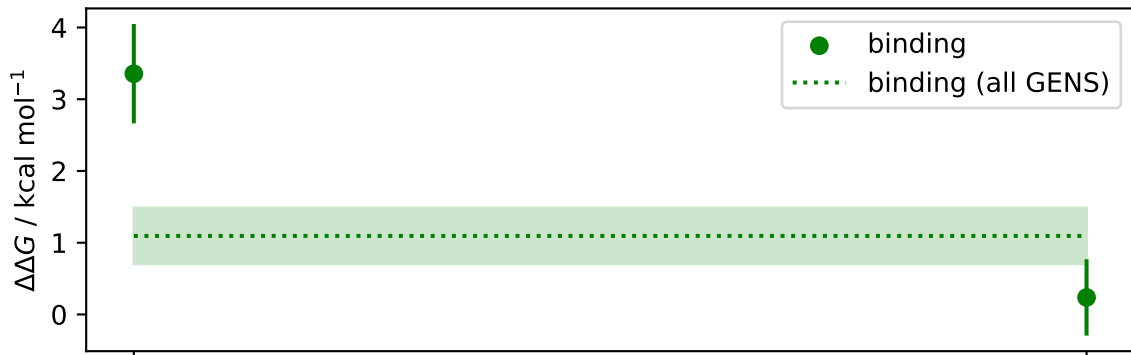 4
3
2
1
0
ΔΔG / kcal mol⁻¹
binding
binding (all GENS)